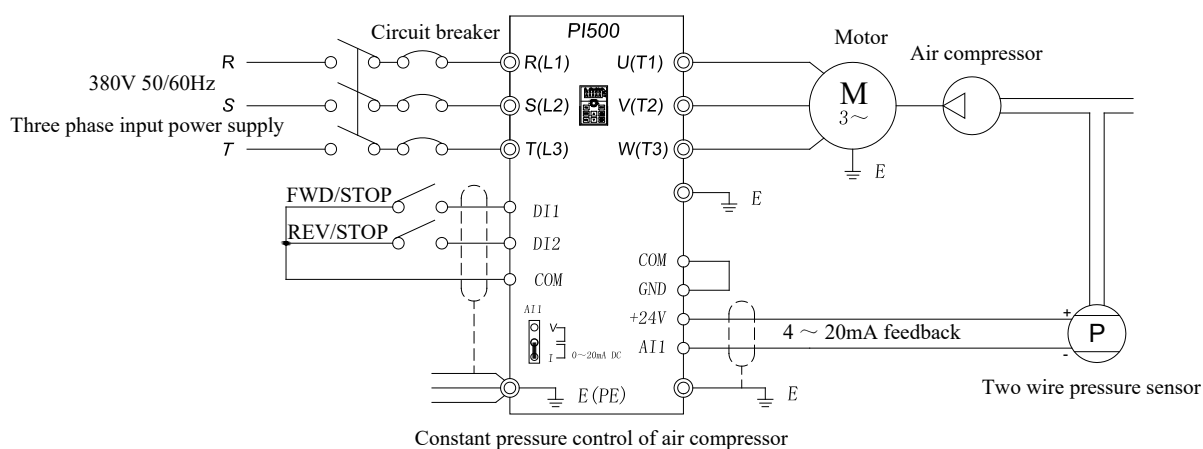 Circuit breaker
PI500
Motor
Air compressor
R
380V 50/60Hz
S
Three phase input power supply
T
R(L1)
S(L2)
T(L3)
U(T1)
V(T2)
W(T3)
M
3～
E
E
FWD/STOP
REV/STOP
DI1
DI2
COM
COM
GND
+24V
AI1
AI1
V
I
0～20mA DC
4 ～ 20mA feedback
+
P
-
Two wire pressure sensor
E(PE)
E
Constant pressure control of air compressor